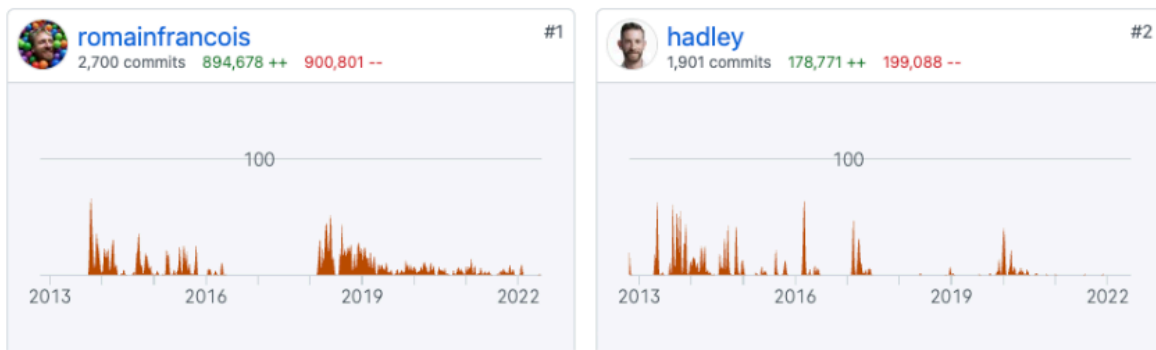 romainfrancois #1
2,700 commits 894,678 ++ 900,801 --
100
2013 2016 2019 2022
hadley #2
1,901 commits 178,771 ++ 199,088 --
100
2013 2016 2019 2022